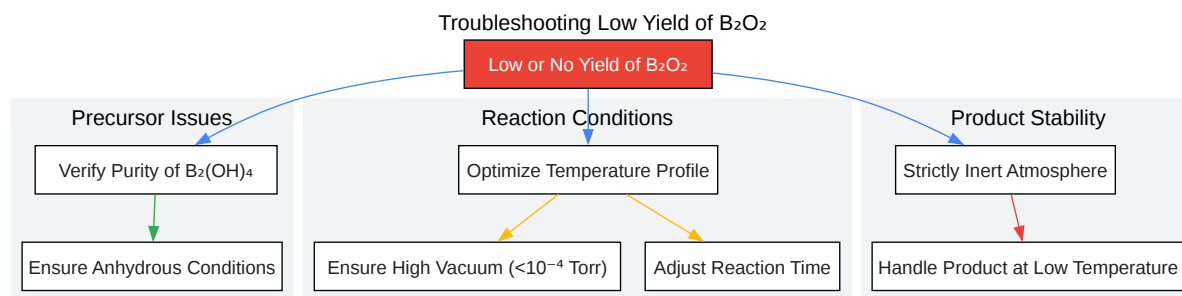 Troubleshooting Low Yield of B₂O₂
Low or No Yield of B₂O₂
Precursor Issues
Reaction Conditions
Product Stability
Verify Purity of B₂(OH)₄
Optimize Temperature Profile
Strictly Inert Atmosphere
Ensure Anhydrous Conditions
Ensure High Vacuum (<10⁻⁴ Torr)
Adjust Reaction Time
Handle Product at Low Temperature